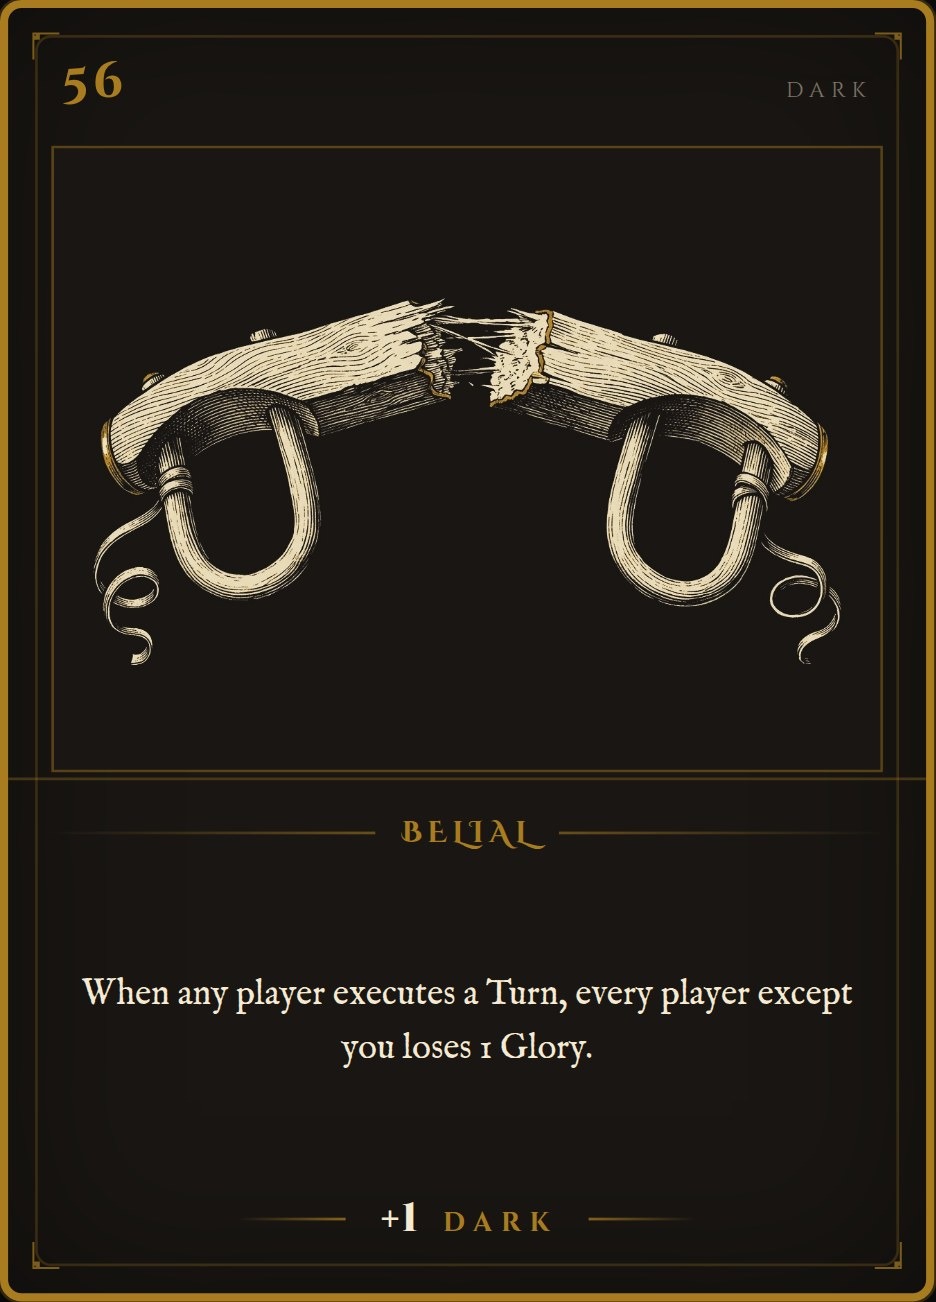 56
DARK
BELIAL
When any player executes a Turn, every player except
you loses 1 Glory.
+1 DARK